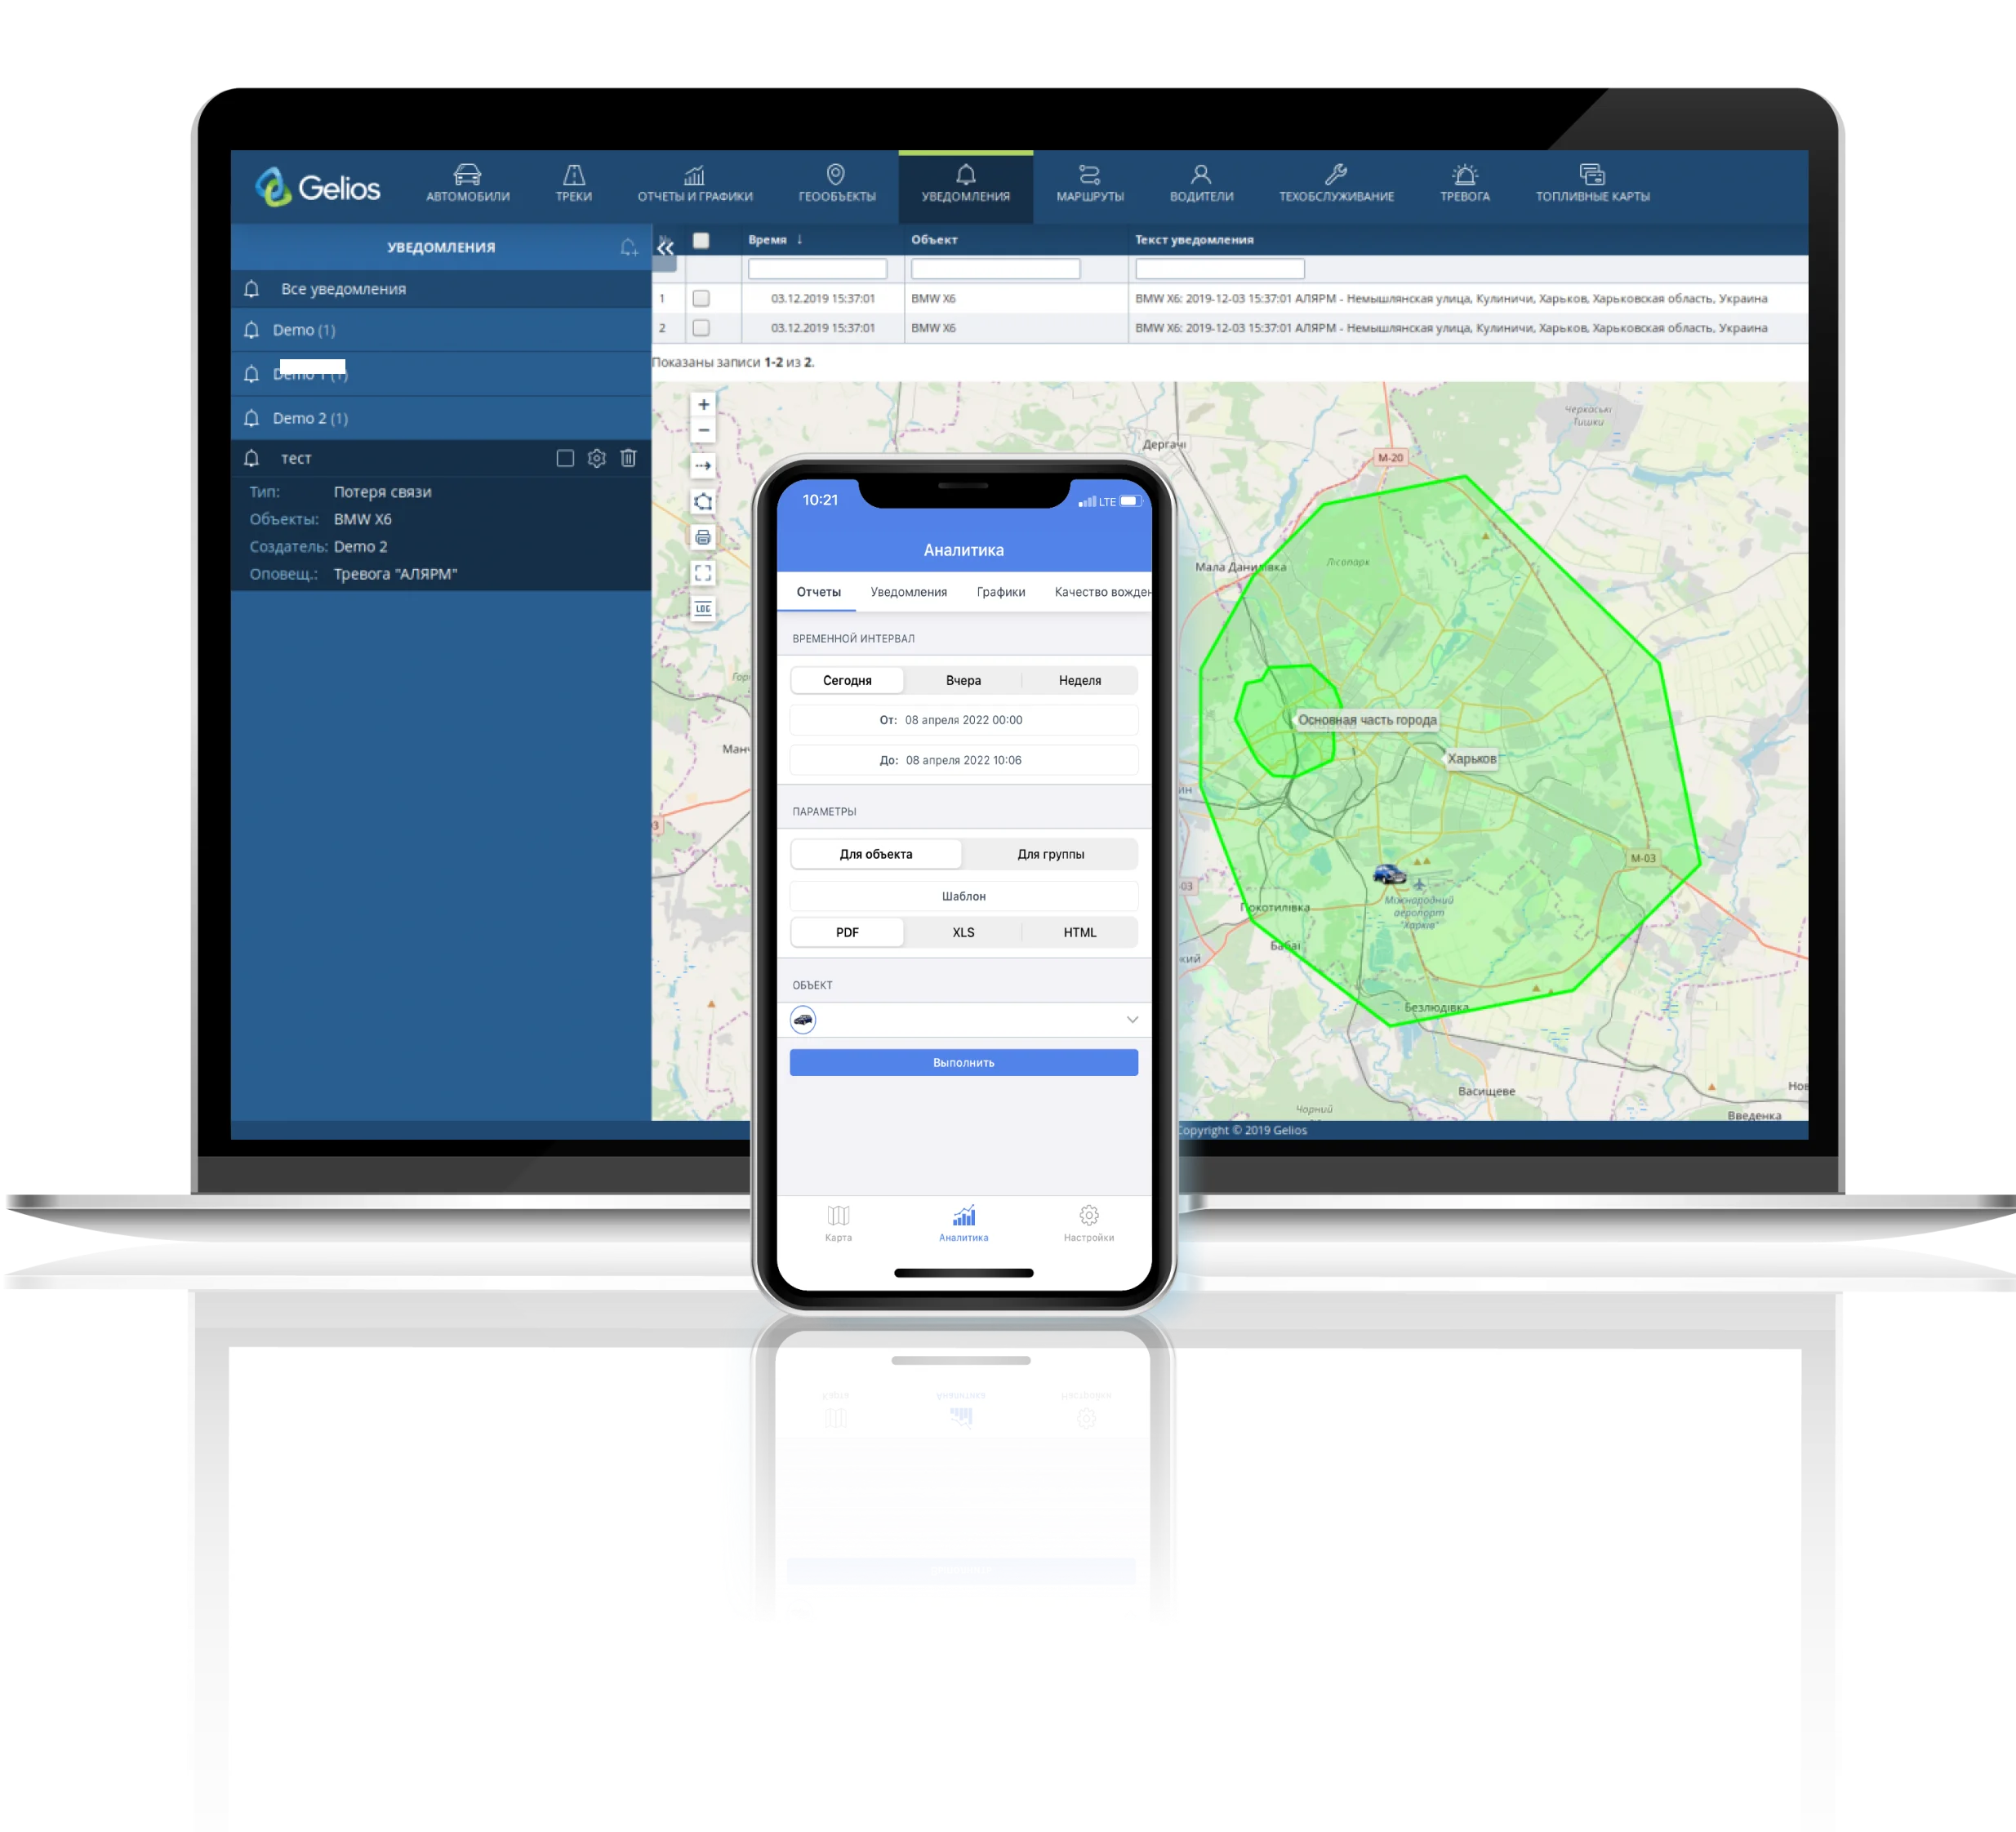 Gelios
АВТОМОБИЛИ
ТРЕКИ
ОТЧЕТЫ И ГРАФИКИ
ГЕООБЪЕКТЫ
УВЕДОМЛЕНИЯ
МАРШРУТЫ
ВОДИТЕЛИ
ТЕХОБСЛУЖИВАНИЕ
ТРЕВОГА
ТОПЛИВНЫЕ КАРТЫ
УВЕДОМЛЕНИЯ
Все уведомления
Demo (1)
Demo 1 (1)
Demo 2 (1)
тест
Тип: Потеря связи
Объекты: BMW X6
Создатель: Demo 2
Оповещ.: Тревога "АЛЯРМ"
Время ↓ Объект Текст уведомления
1 03.12.2019 15:37:01 BMW X6 BMW X6: 2019-12-03 15:37:01 АЛЯРМ - Немышлянская улица, Кулиничи, Харьков, Харьковская область, Украина
2 03.12.2019 15:37:01 BMW X6 BMW X6: 2019-12-03 15:37:01 АЛЯРМ - Немышлянская улица, Кулиничи, Харьков, Харьковская область, Украина
Показаны записи 1-2 из 2.
+
−
LOG
Черкаські
Тишки
Дергачі
М-20
Мала Данилівка
Лісопарк
Основная часть города
Харьков
М-03
03
Міжнародний
аеропорт
"Харків"
Покотилівка
Бабаї
кий
Безлюдівка
Васищеве
Чорний
Нов
Введенка
Copyright © 2019 Gelios
10:21
LTE
Аналитика
Отчеты Уведомления Графики Качество вожден
ВРЕМЕННОЙ ИНТЕРВАЛ
Сегодня Вчера Неделя
От: 08 апреля 2022 00:00
До: 08 апреля 2022 10:06
ПАРАМЕТРЫ
Для объекта Для группы
Шаблон
PDF XLS HTML
ОБЪЕКТ
Выполнить
Карта Аналитика Настройки